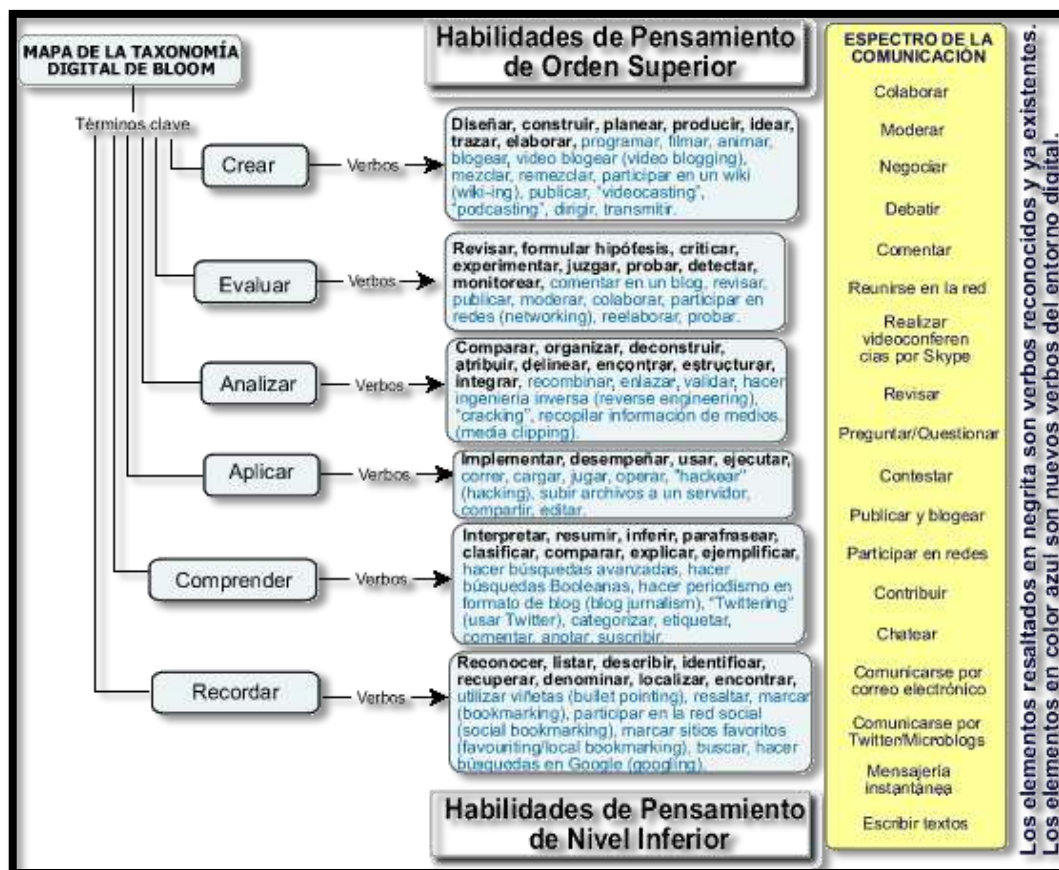 MAPA DE LA TAXONOMÍA
DIGITAL DE BLOOM
Términos clave
Habilidades de Pensamiento
de Orden Superior
Crear
Verbos
Diseñar, construir, planear, producir, idear,
trazar, elaborar, programar, filmar, animar,
blogear, video blogear (video blogging),
mezclar, remezclar, participar en un wiki
(wiki-ing), publicar, "videocasting",
"podcasting", dirigir, transmitir.
Evaluar
Verbos
Revisar, formular hipótesis, criticar,
experimentar, juzgar, probar, detectar,
monitorear, comentar en un blog, revisar,
publicar, moderar, colaborar, participar en
redes (networking), reelaborar, probar.
Analizar
Verbos
Comparar, organizar, deconstruir,
atribuir, delinear, encontrar, estructurar,
integrar, recombinar, enlazar, validar, hacer
ingeniería inversa (reverse engineering),
"cracking", recopilar información de medios.
(media clipping).
Aplicar
Verbos
Implementar, desempeñar, usar, ejecutar,
correr, cargar, jugar, operar, "hackear"
(hacking), subir archivos a un servidor,
compartir, editar.
Comprender
Verbos
Interpretar, resumir, inferir, parafrasear,
clasificar, comparar, explicar, ejemplificar,
hacer búsquedas avanzadas, hacer
búsquedas Booleanas, hacer periodismo en
formato de blog (blog jurnalism), "Twittering"
(usar Twitter), categorizar, etiquetar,
comentar, anotar, suscribir.
Recordar
Verbos
Reconocer, listar, describir, identificar,
recuperar, denominar, localizar, encontrar,
utilizar viñetas (bullet pointing), resaltar, marcar
(bookmarking), participar en la red social
(social bookmarking), marcar sitios favoritos
(favouriting/local bookmarking), buscar, hacer
búsquedas en Google (googling).
Habilidades de Pensamiento
de Nivel Inferior
ESPECTRO DE LA
COMUNICACIÓN
Colaborar
Moderar
Negociar
Debatir
Comentar
Reunirse en la red
Realizar
videoconferen
cias por Skype
Revisar
Preguntar/Questionar
Contestar
Publicar y blogear
Participar en redes
Contribuir
Chatear
Comunicarse por
correo electrónico
Comunicarse por
Twitter/Microblogs
Mensajería
instantánea
Escribir textos
Los elementos resaltados en negrita son verbos reconocidos y ya existentes.
Los elementos en color azul son nuevos verbos del entorno digital.